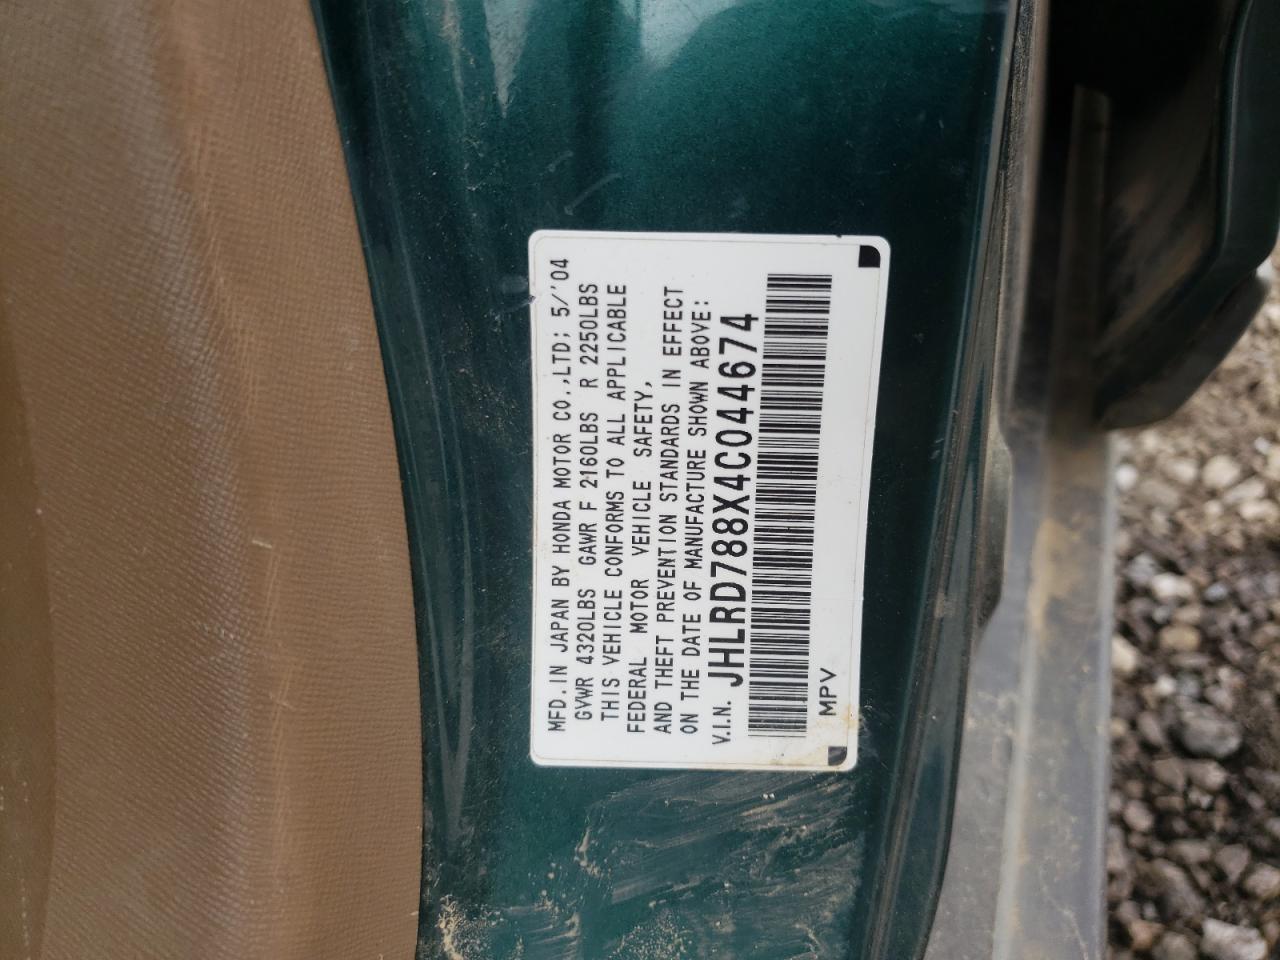 MFD. IN JAPAN BY HONDA MOTOR CO.,LTD; 5/'04
GVWR 4320LBS GAWR F 2160LBS R 2250LBS
THIS VEHICLE CONFORMS TO ALL APPLICABLE
FEDERAL MOTOR VEHICLE SAFETY,
AND THEFT PREVENTION STANDARDS IN EFFECT
ON THE DATE OF MANUFACTURE SHOWN ABOVE:
V.I.N. JHLRD788X4C044674
MPV